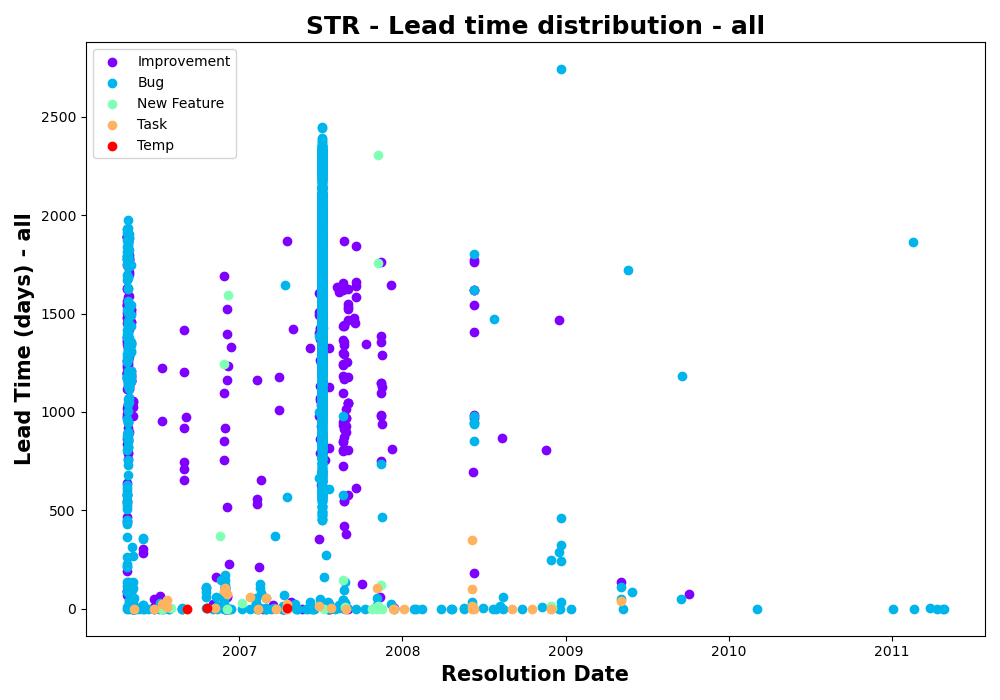 STR - Lead time distribution - all
Improvement
Bug
New Feature
Task
Temp
Lead Time (days) - all
2500
2000
1500
1000
500
0
2007
2008
2009
2010
2011
Resolution Date